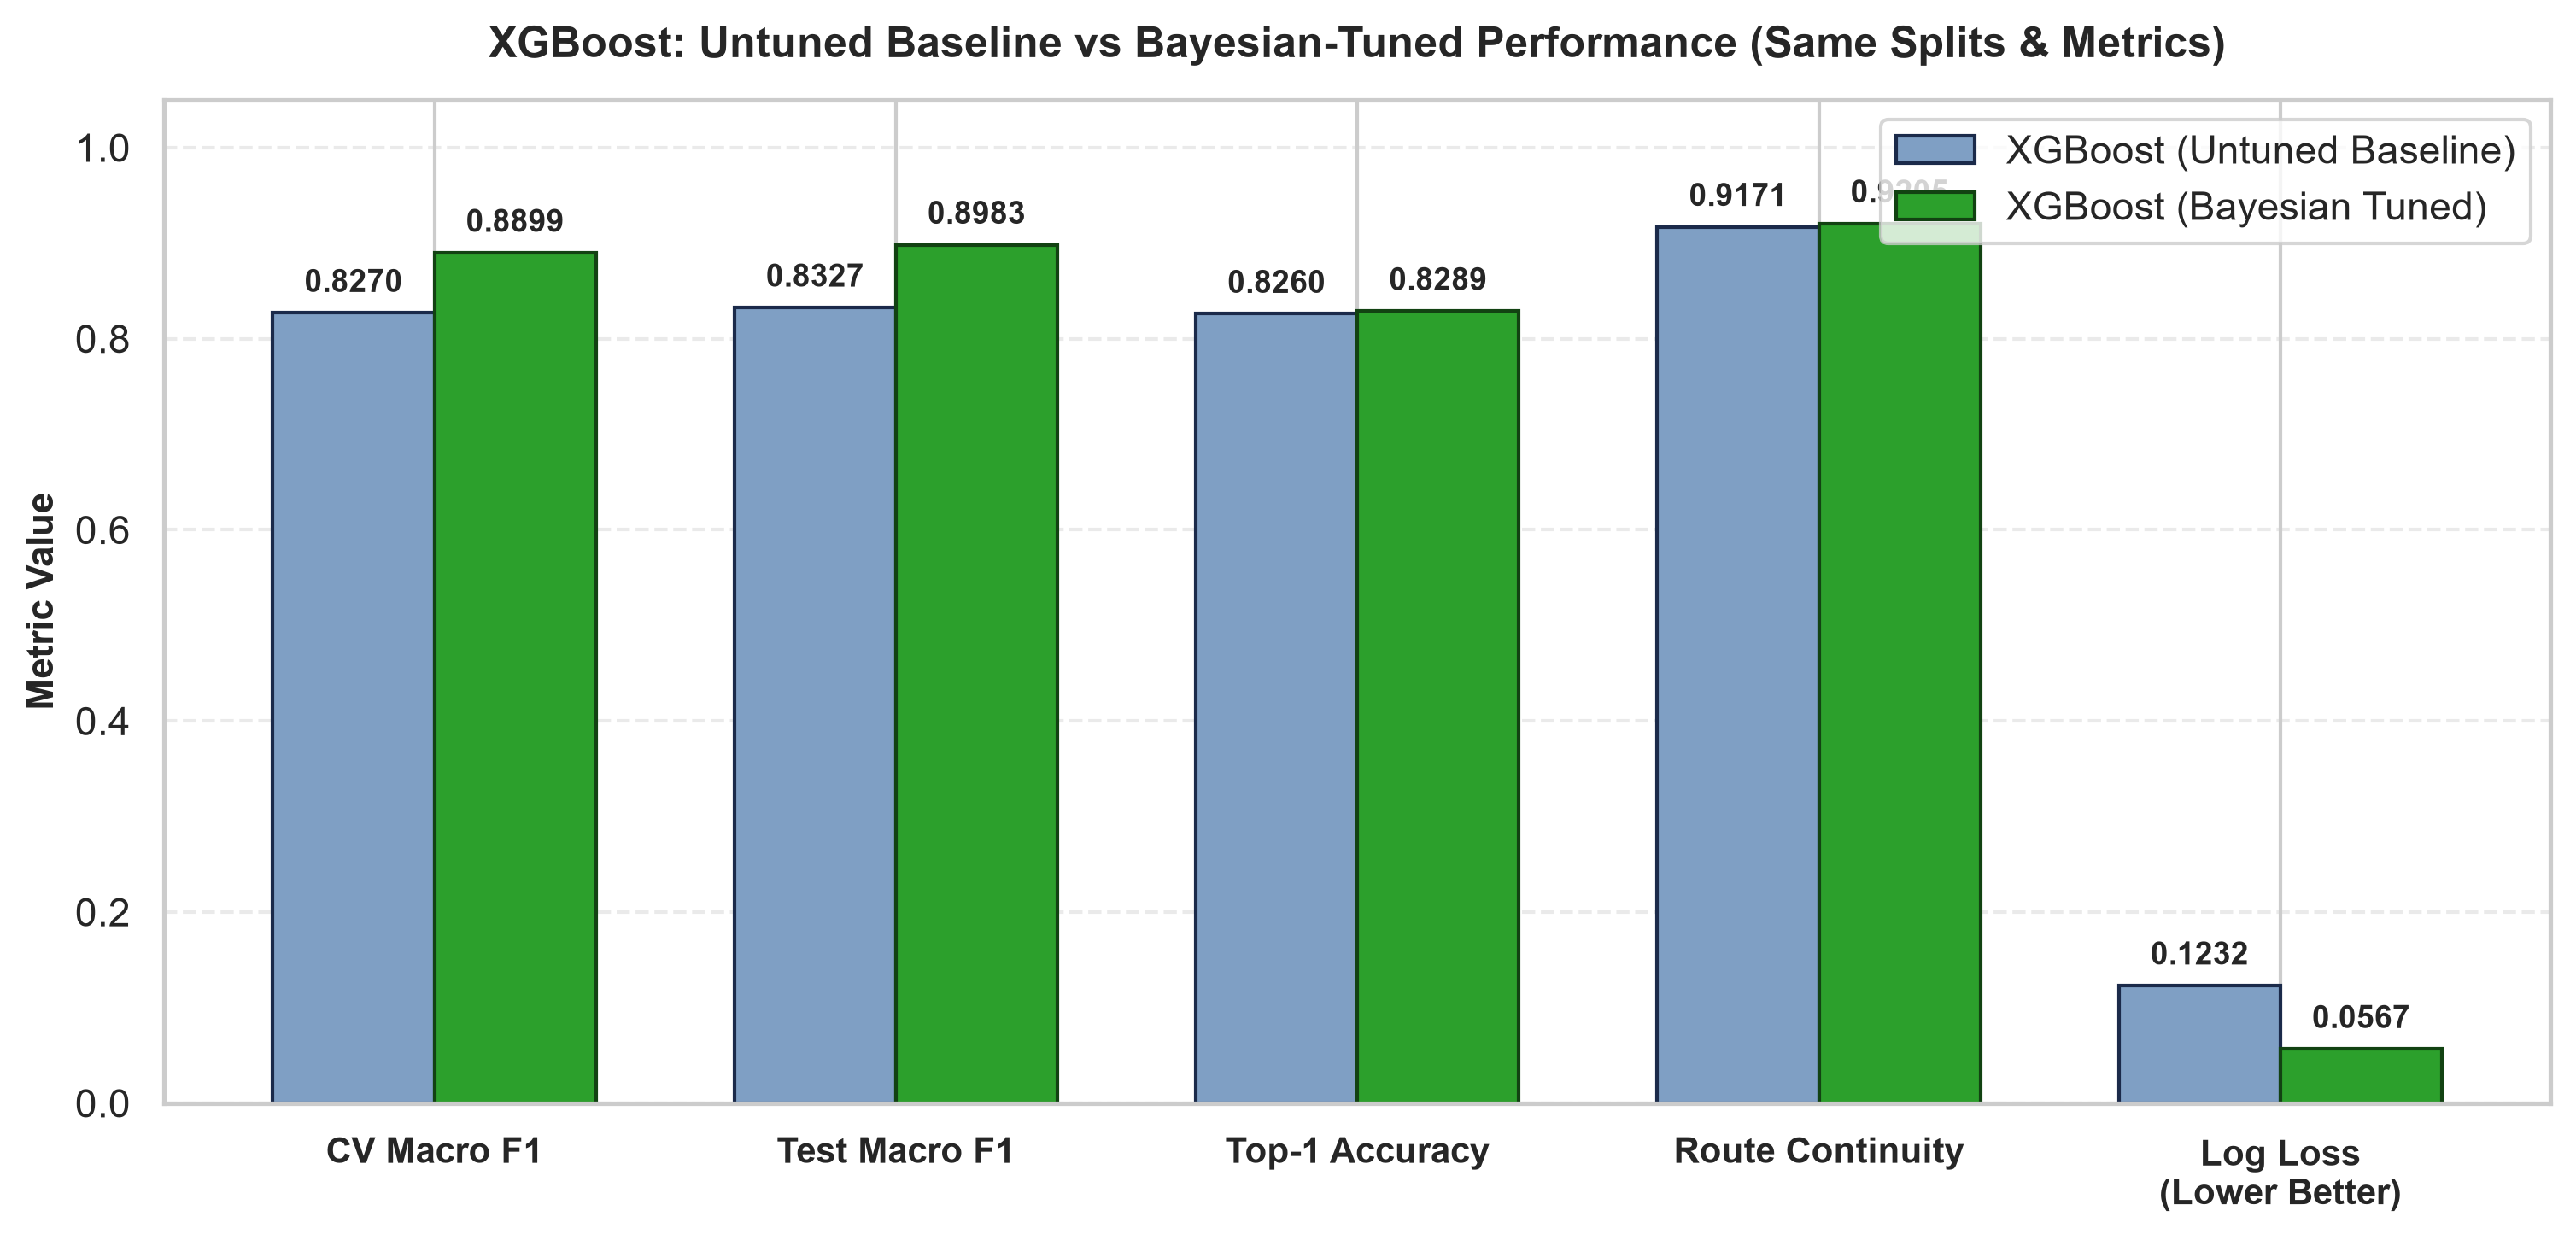 XGBoost: Untuned Baseline vs Bayesian-Tuned Performance (Same Splits & Metrics)
Metric Value
1.0
0.8
0.6
0.4
0.2
0.0
XGBoost (Untuned Baseline)
XGBoost (Bayesian Tuned)
0.8270
0.8899
0.8327
0.8983
0.8260
0.8289
0.9171
0.9205
0.1232
0.0567
CV Macro F1
Test Macro F1
Top-1 Accuracy
Route Continuity
Log Loss
(Lower Better)